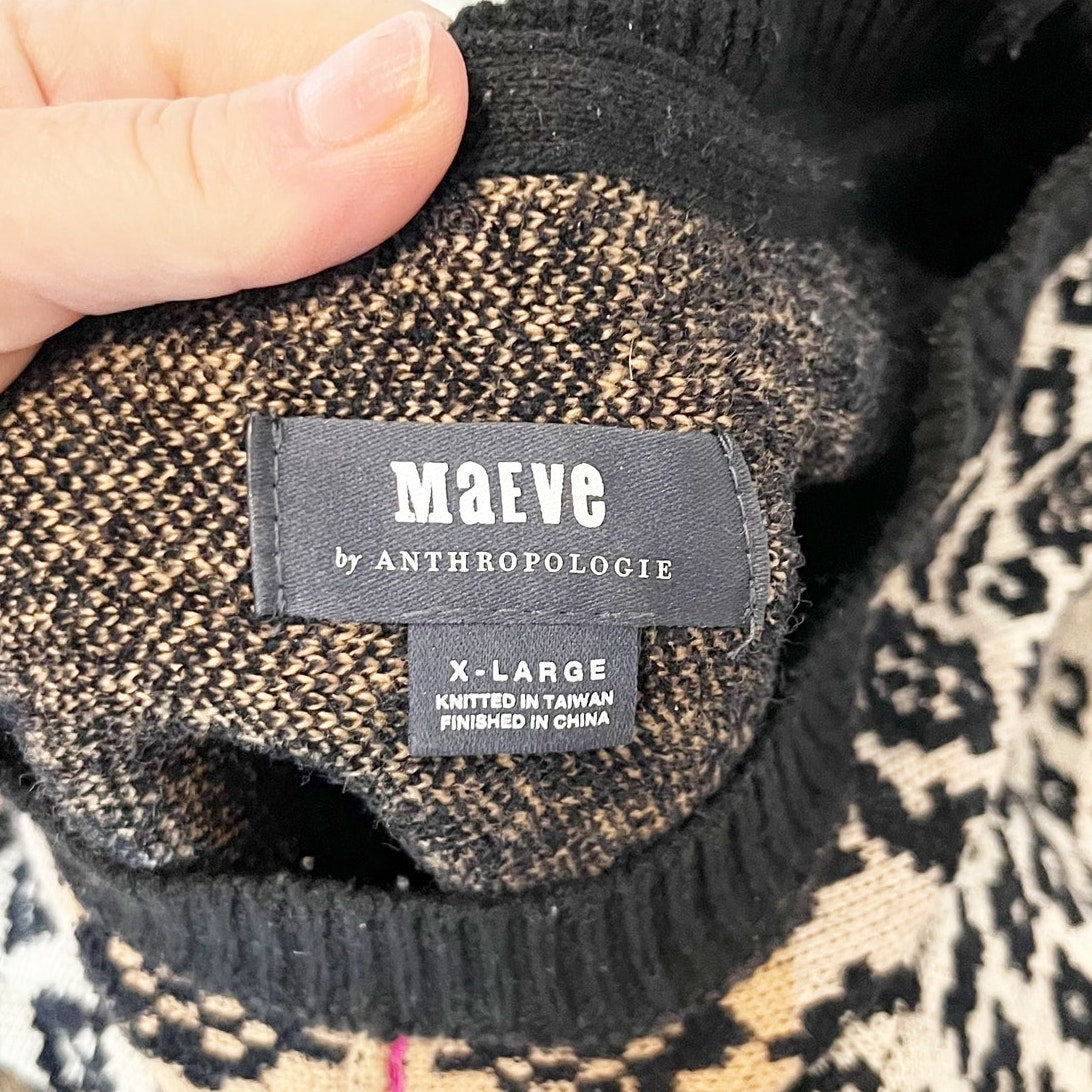 MaEVe
by ANTHROPOLOGIE
X-LARGE
KNITTED IN TAIWAN
FINISHED IN CHINA